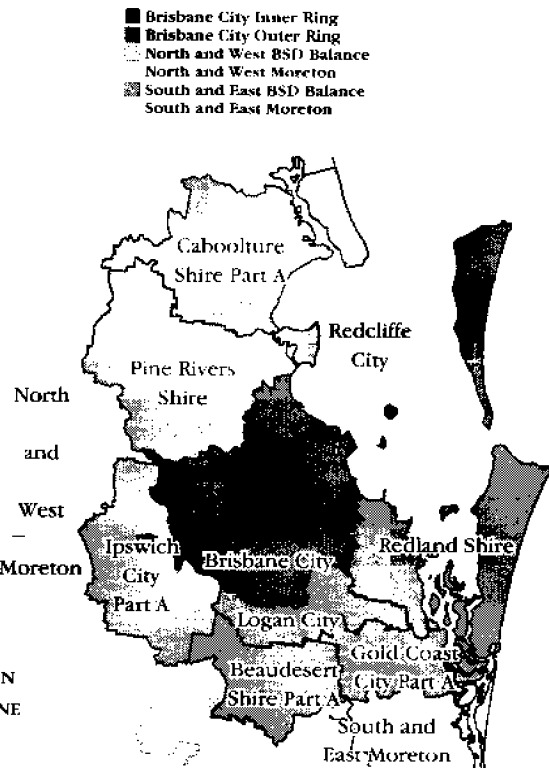 Brisbane City Inner Ring
Brisbane City Outer Ring
North and West BSD Balance
North and West Moreton
South and East BSD Balance
South and East Moreton
Caboolture
Shire Part A
Redcliffe
City
Pine Rivers
Shire
North
and
West
–
Moreton
Ipswich
City
Part A
Brisbane City
Redland Shire
Logan City
Gold Coast
City Part A
Beaudesert
Shire Part A
N
NE
South and
East Moreton